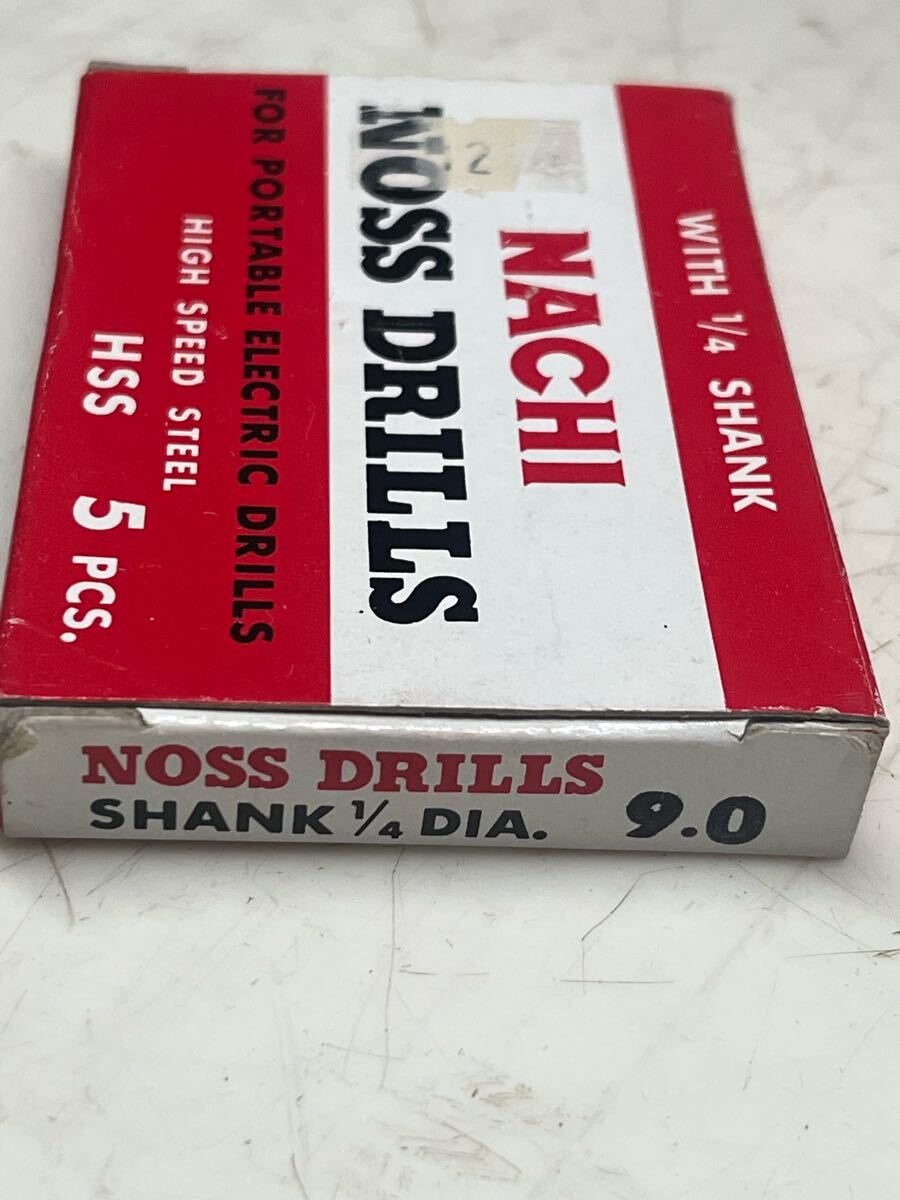 WITH 1/4 SHANK
2
NACHI
NOSS DRILLS
FOR PORTABLE ELECTRIC DRILLS
HIGH SPEED STEEL
HSS 5 PCS.
NOSS DRILLS
SHANK 1/4 DIA. 9.0